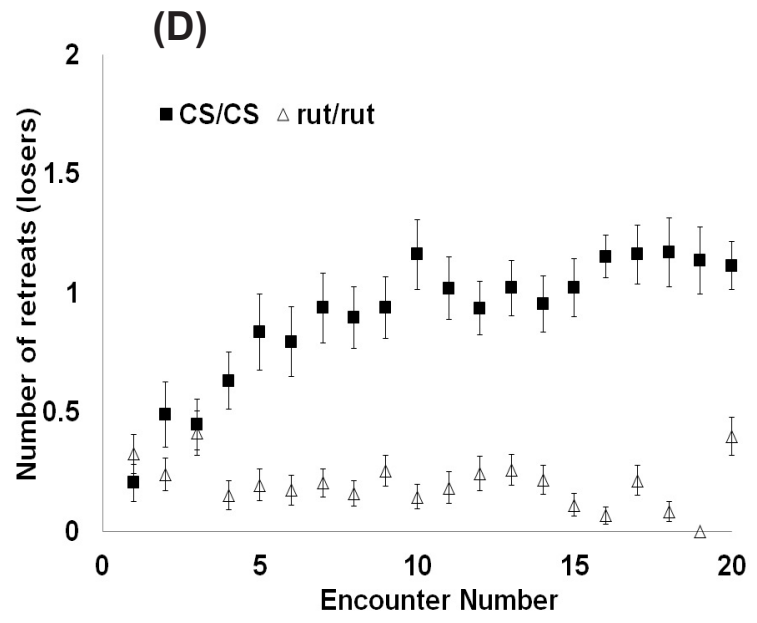 (D)
2
CS/CS rut/rut
1.5
1
0.5
0
0 5 10 15 20
Number of retreats (losers)
Encounter Number